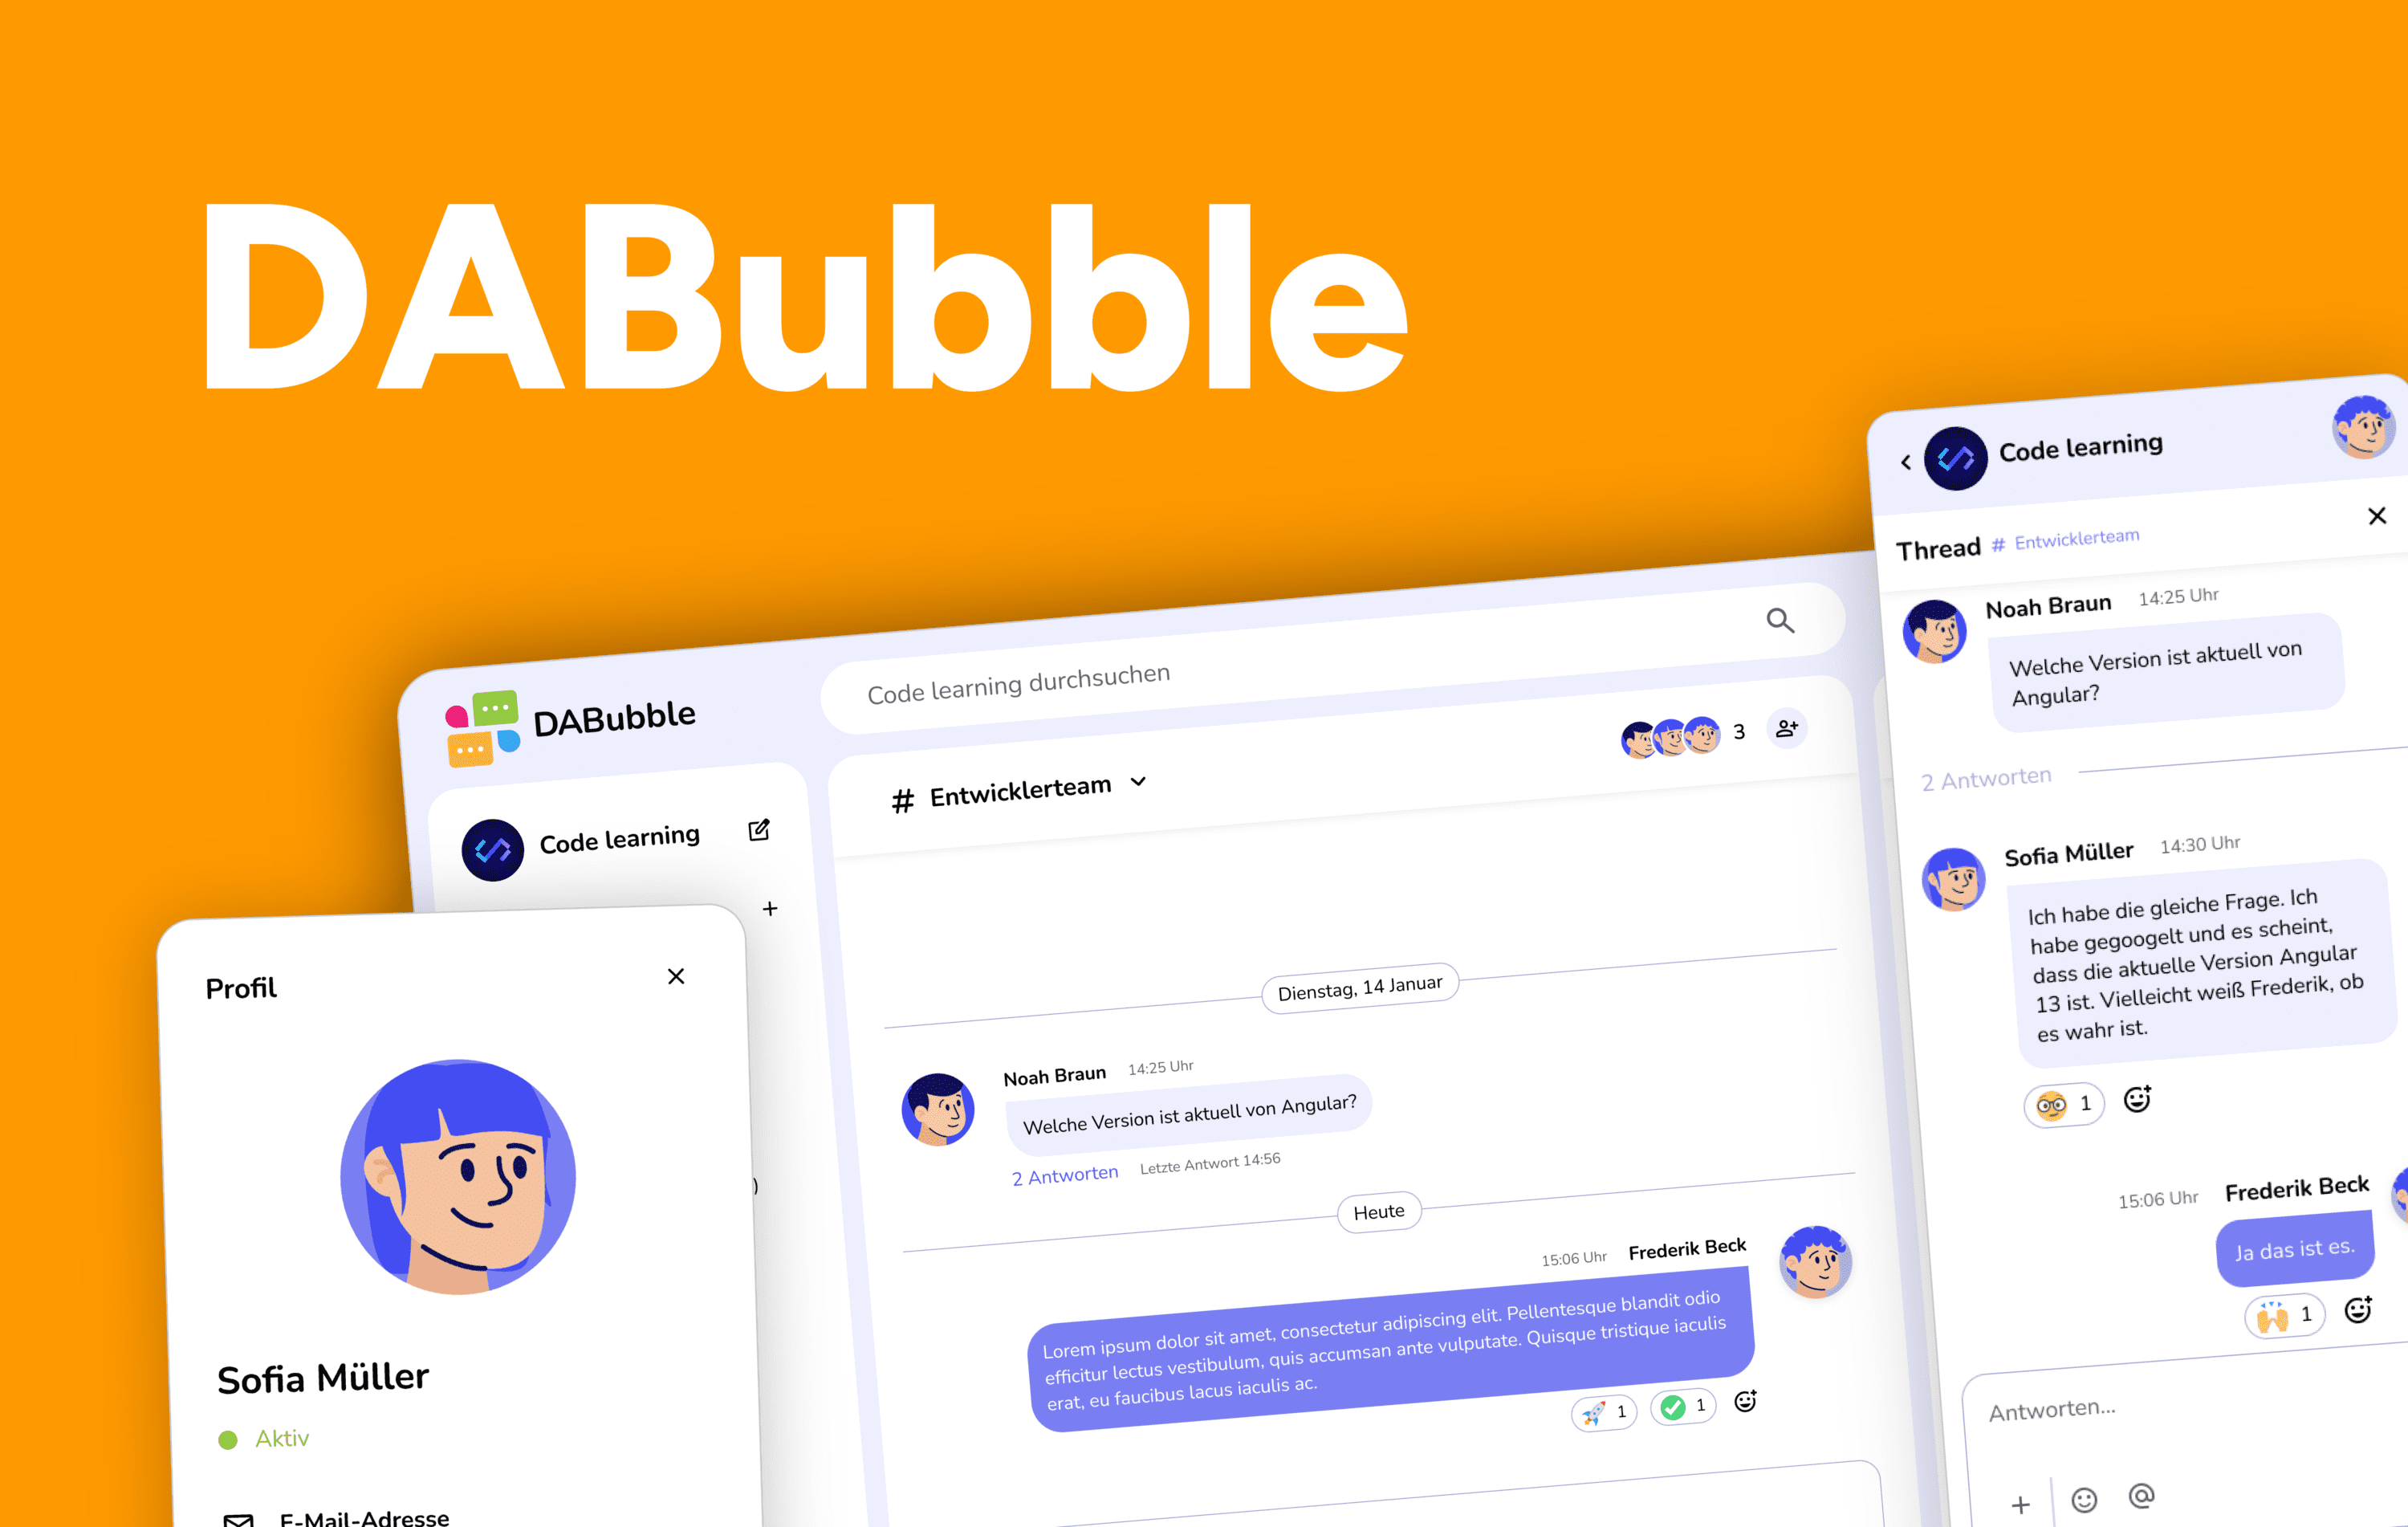 DABubble
DABubble
Code learning durchsuchen
Code learning
+
# Entwicklerteam
3
Dienstag, 14 Januar
Noah Braun 14:25 Uhr
Welche Version ist aktuell von Angular?
2 Antworten Letzte Antwort 14:56
Heute
15:06 Uhr Frederik Beck
Lorem ipsum dolor sit amet, consectetur adipiscing elit. Pellentesque blandit odio
efficitur lectus vestibulum, quis accumsan ante vulputate. Quisque tristique iaculis
erat, eu faucibus lacus iaculis ac.
1 1
Profil
Sofia Müller
Aktiv
E-Mail-Adresse
)
Code learning
Thread # Entwicklerteam
Noah Braun 14:25 Uhr
Welche Version ist aktuell von
Angular?
2 Antworten
Sofia Müller 14:30 Uhr
Ich habe die gleiche Frage. Ich
habe gegoogelt und es scheint,
dass die aktuelle Version Angular
13 ist. Vielleicht weiß Frederik, ob
es wahr ist.
1
15:06 Uhr Frederik Beck
Ja das ist es.
1
Antworten...
+ @